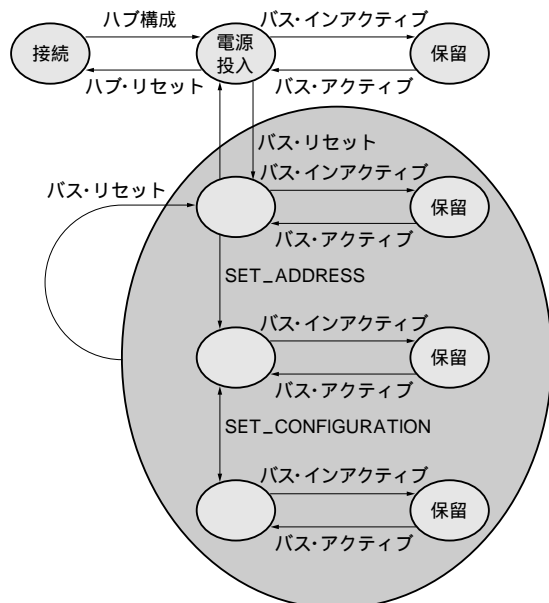 ハブ構成
バス・インアクティブ
接続
電源
投入
保留
ハブ・リセット
バス・アクティブ
バス・リセット
バス・インアクティブ
バス・リセット
保留
バス・アクティブ
SET_ADDRESS
バス・インアクティブ
保留
バス・アクティブ
SET_CONFIGURATION
バス・インアクティブ
保留
バス・アクティブ